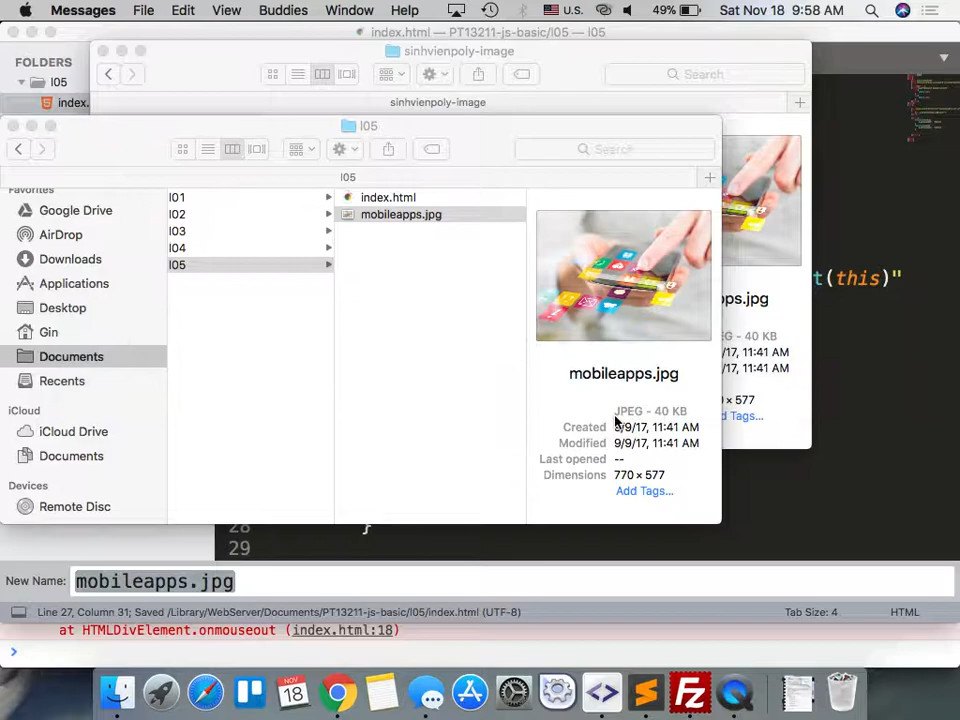 Messages File Edit View Buddies Window Help U.S. 49% Sat Nov 18 9:58 AM
index.html — PT13211-js-basic/l05 — l05
FOLDERS
sinhvienpoly-image
l05
Search
index.
sinhvienpoly-image
l05
Search
l05
Favorites
Google Drive
AirDrop
Downloads
Applications
Desktop
Gin
Documents
Recents
iCloud
iCloud Drive
Documents
Devices
Remote Disc
l01
l02
l03
l04
l05
index.html
mobileapps.jpg
mobileapps.jpg
JPEG - 40 KB
Created 9/9/17, 11:41 AM
Modified 9/9/17, 11:41 AM
Last opened --
Dimensions 770 × 577
Add Tags...
ps.jpg
EG - 40 KB
/17, 11:41 AM
/17, 11:41 AM
0 × 577
dd Tags...
t(this)"
28 }
29
New Name: mobileapps.jpg
Line 27, Column 31; Saved /Library/WebServer/Documents/PT13211-js-basic/l05/index.html (UTF-8) Tab Size: 4 HTML
at HTMLDivElement.onmouseout (index.html:18)
NOV
18
Fz